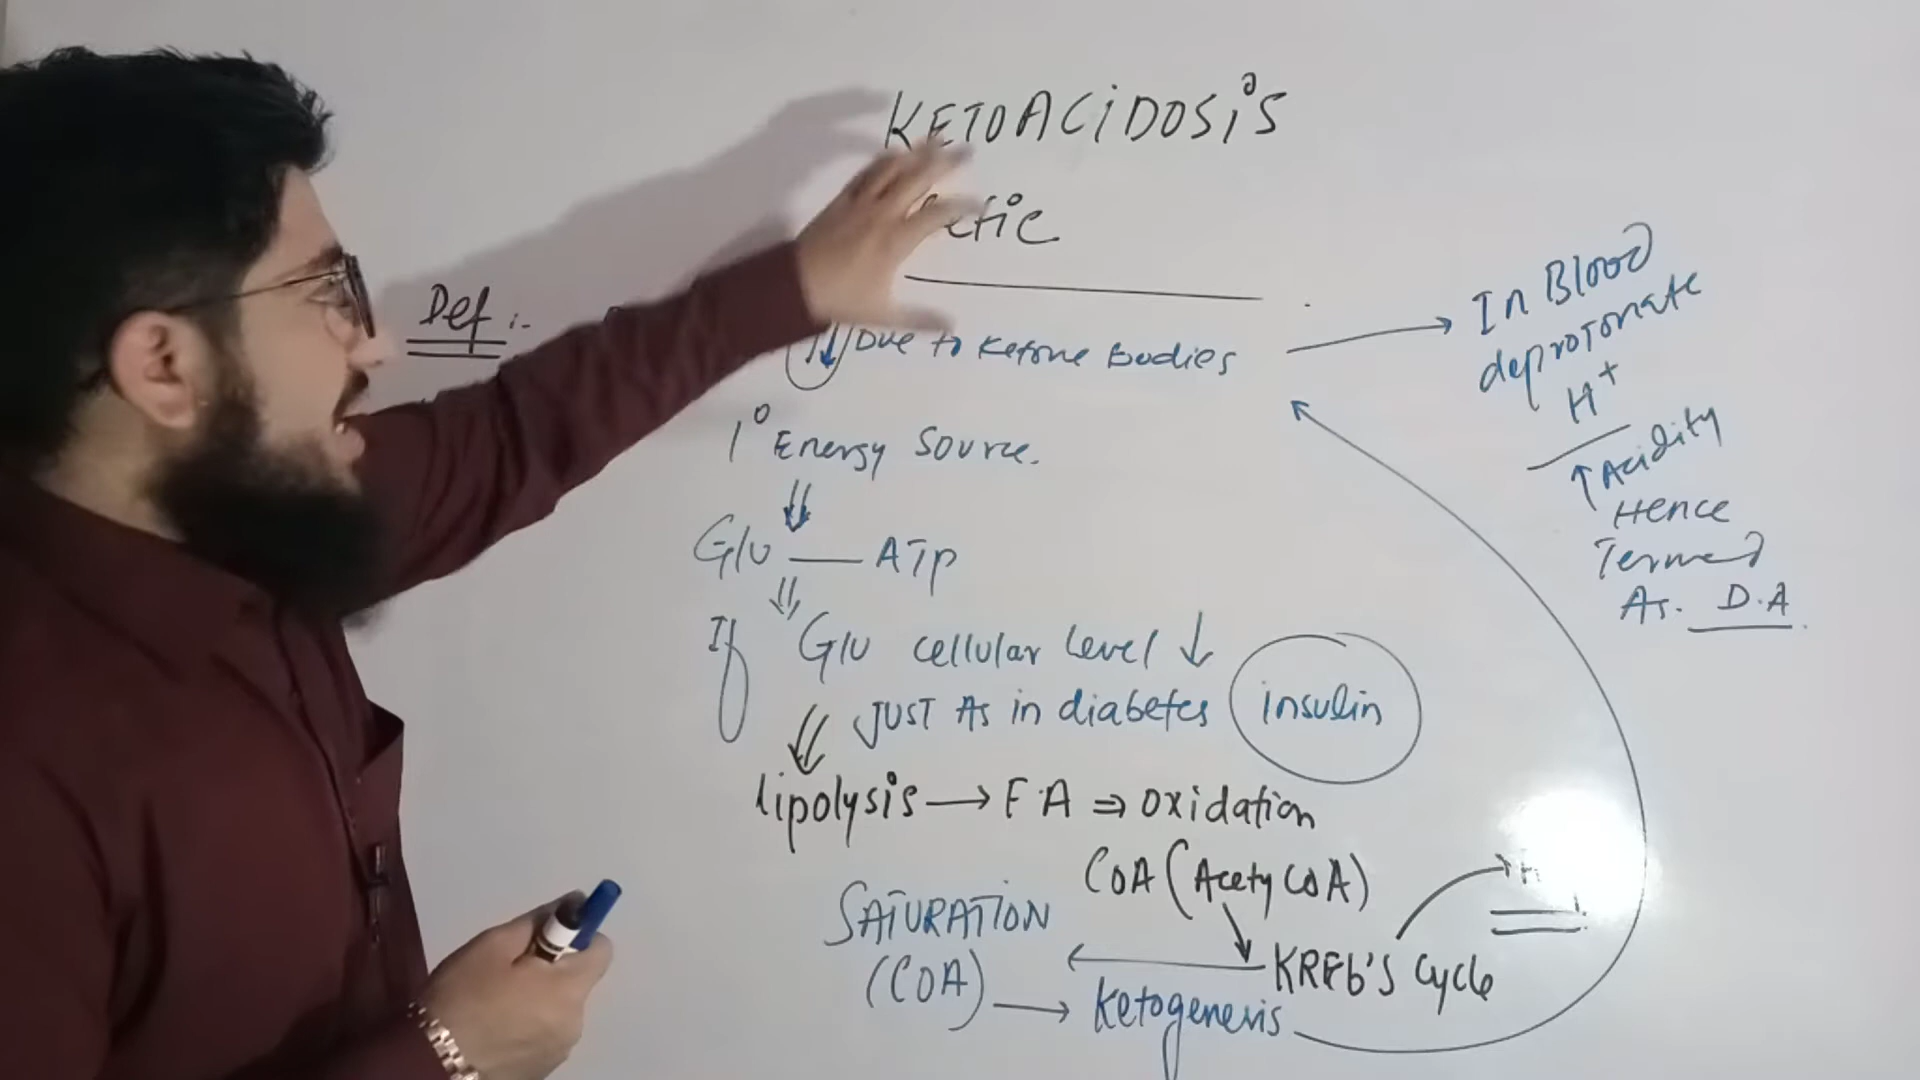 KETOACiDOSiS
Def :-
Due to Ketone Bodies
1° Energy Source.
Glu — ATP
If Glu cellular level ↓
JUST As in diabetes insulin
lipolysis → F.A ⇒ oxidation
COA (Acety COA)
SATURATION
KREb's Cycle
(COA) → Ketogenesis
In Blood
deprotonate
H+
↑ Acidity
Hence
Termed
As. D.A